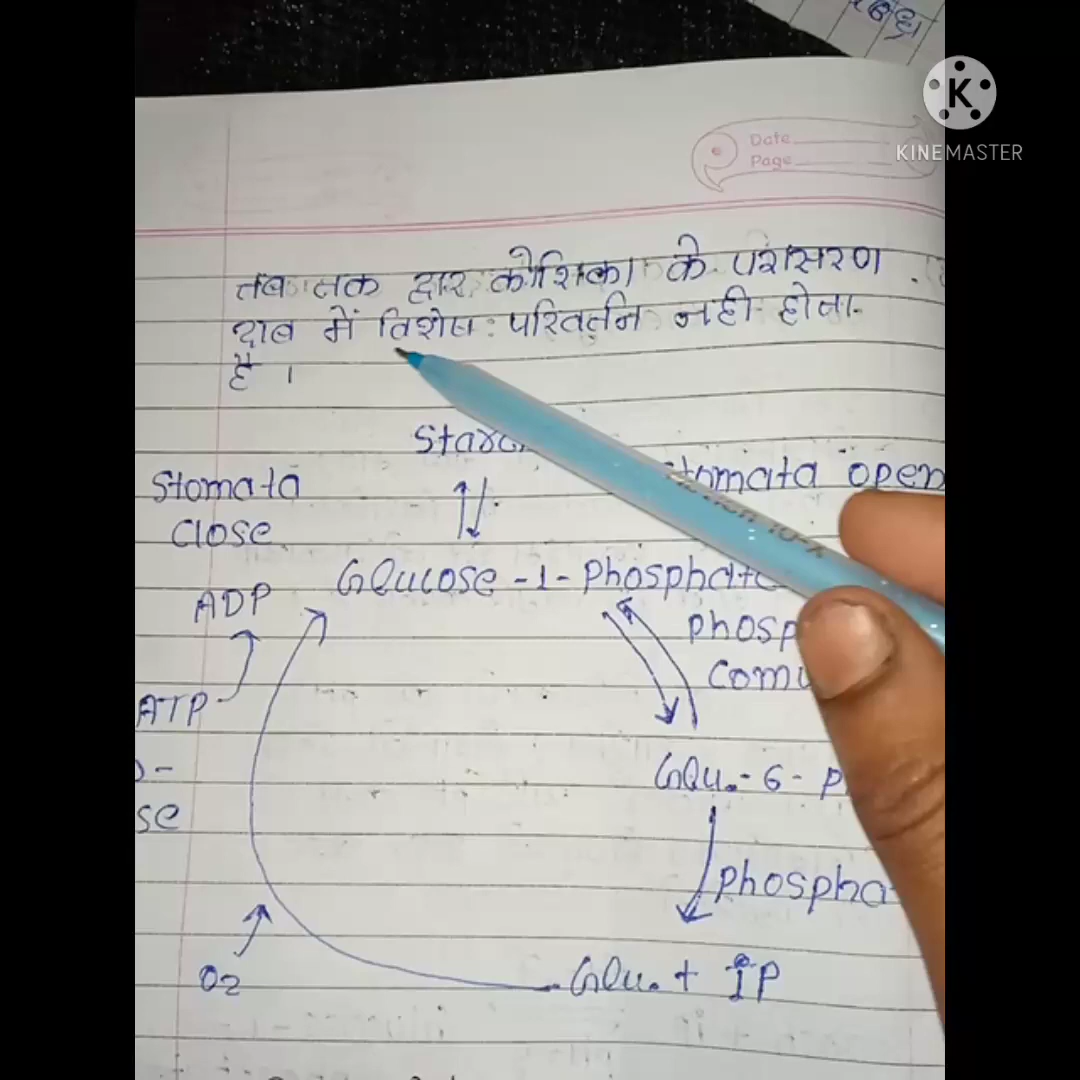 Date
Page
KINEMASTER
तब तक द्वार कोशिका के परासरण
दाब में विशेष परिवर्तन नही होता
है ।
Stomata open
Stomata
Close
Glucose -1- Phosphate
ADP
ATP
Glu.- 6 - P
O2
Glu. + IP